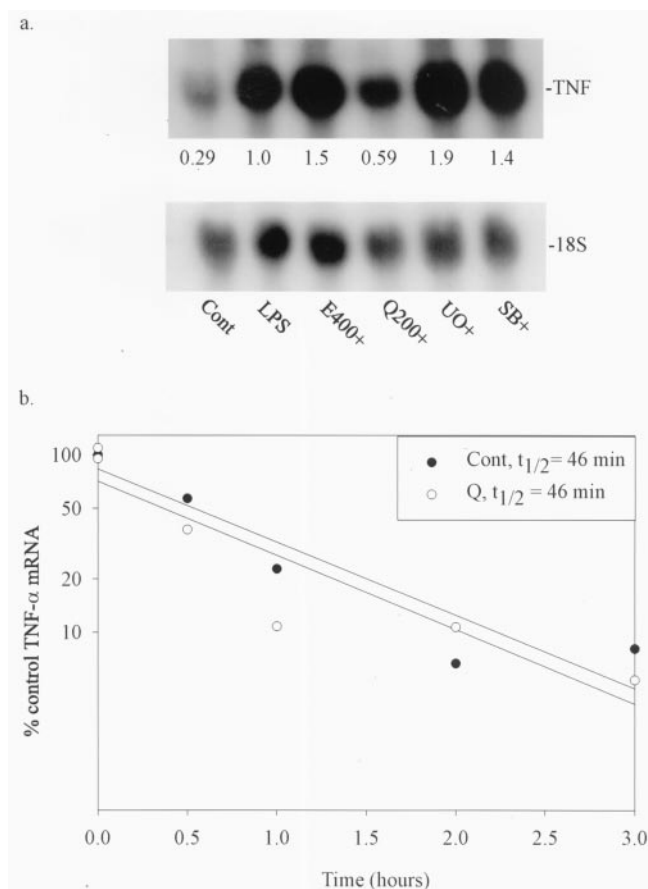 a.
-TNF
0.29 1.0 1.5 0.59 1.9 1.4
-18S
Cont LPS E400+ Q200+ UO+ SB+
b.
% control TNF-α mRNA
100
50
20
10
Cont, t1/2 = 46 min
Q, t1/2 = 46 min
0.0 0.5 1.0 1.5 2.0 2.5 3.0
Time (hours)